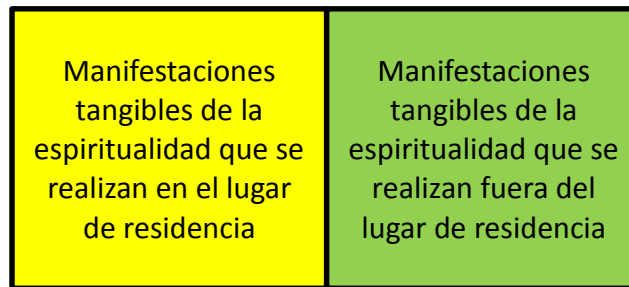 Manifestaciones
tangibles de la
espiritualidad que se
realizan en el lugar
de residencia
Manifestaciones
tangibles de la
espiritualidad que se
realizan fuera del
lugar de residencia